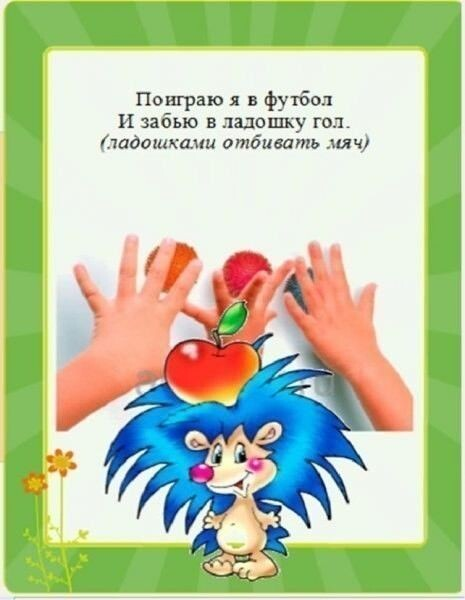 Поиграю я в футбол
И забью в ладошку гол.
(ладошками отбивать мяч)